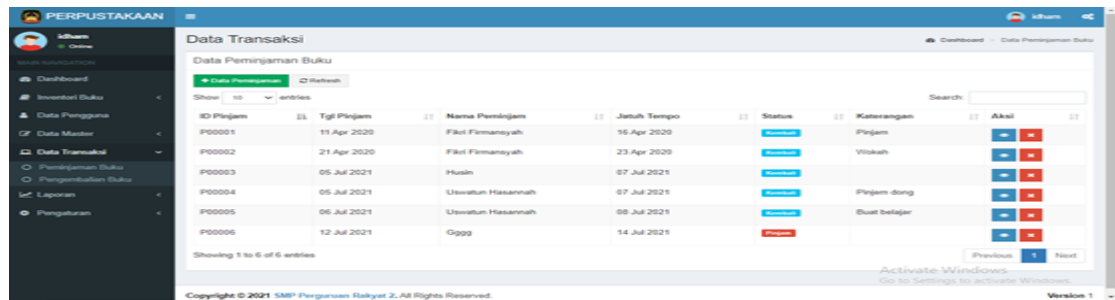 PERPUSTAKAAN
idham
idham
Online
Data Transaksi
Dashboard > Data Peminjaman Buku
MAIN NAVIGATION
Dashboard
Inventori Buku
Data Pengguna
Data Master
Data Transaksi
Peminjaman Buku
Pengembalian Buku
Laporan
Pengaturan
Data Peminjaman Buku
Data Peminjaman Refresh
Show 10 entries Search:
ID Pinjam Tgl Pinjam Nama Peminjam Jatuh Tempo Status Keterangan Aksi
P00001 11 Apr 2020 Fikri Firmansyah 16 Apr 2020 Kembali Pinjam
P00002 21 Apr 2020 Fikri Firmansyah 23 Apr 2020 Kembali
P00003 05 Jul 2021 Husin 07 Jul 2021 Kembali
P00004 05 Jul 2021 Uswatun Hasannah 07 Jul 2021 Kembali Pinjem dong
P00005 06 Jul 2021 Uswatun Hasannah 08 Jul 2021 Kembali Buat belajar
P00006 12 Jul 2021 Gggg 14 Jul 2021 Pinjam
Showing 1 to 6 of 6 entries Previous 1 Next
Activate Windows
Go to Settings to activate Windows.
Copyright © 2021 SMP Perguruan Rakyat 2. All Rights Reserved. Version 1